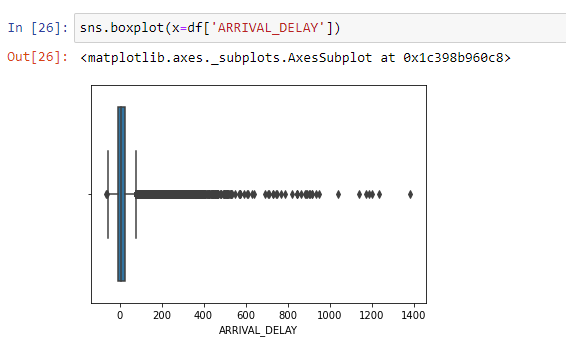 In [26]: sns.boxplot(x=df['ARRIVAL_DELAY'])
Out[26]: <matplotlib.axes._subplots.AxesSubplot at 0x1c398b960c8>
0 200 400 600 800 1000 1200 1400
ARRIVAL_DELAY